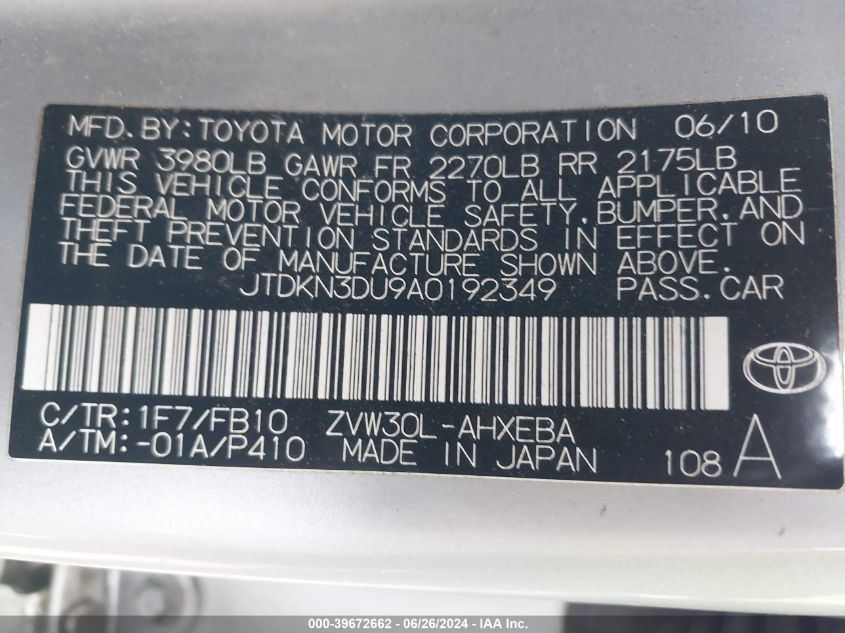 MFD.BY:TOYOTA MOTOR CORPORATION 06/10
GVWR 3980LB GAWR FR 2270LB RR 2175LB
THIS VEHICLE CONFORMS TO ALL APPLICABLE
FEDERAL MOTOR VEHICLE SAFETY,BUMPER,AND
THEFT PREVENTION STANDARDS IN EFFECT ON
THE DATE OF MANUFACTURE SHOWN ABOVE.
JTDKN3DU9A0192349 PASS.CAR
C/TR:1F7/FB10 ZVW30L-AHXEBA
A/TM:-01A/P410 MADE IN JAPAN 108 A
000-39672662 - 06/26/2024 - IAA Inc.